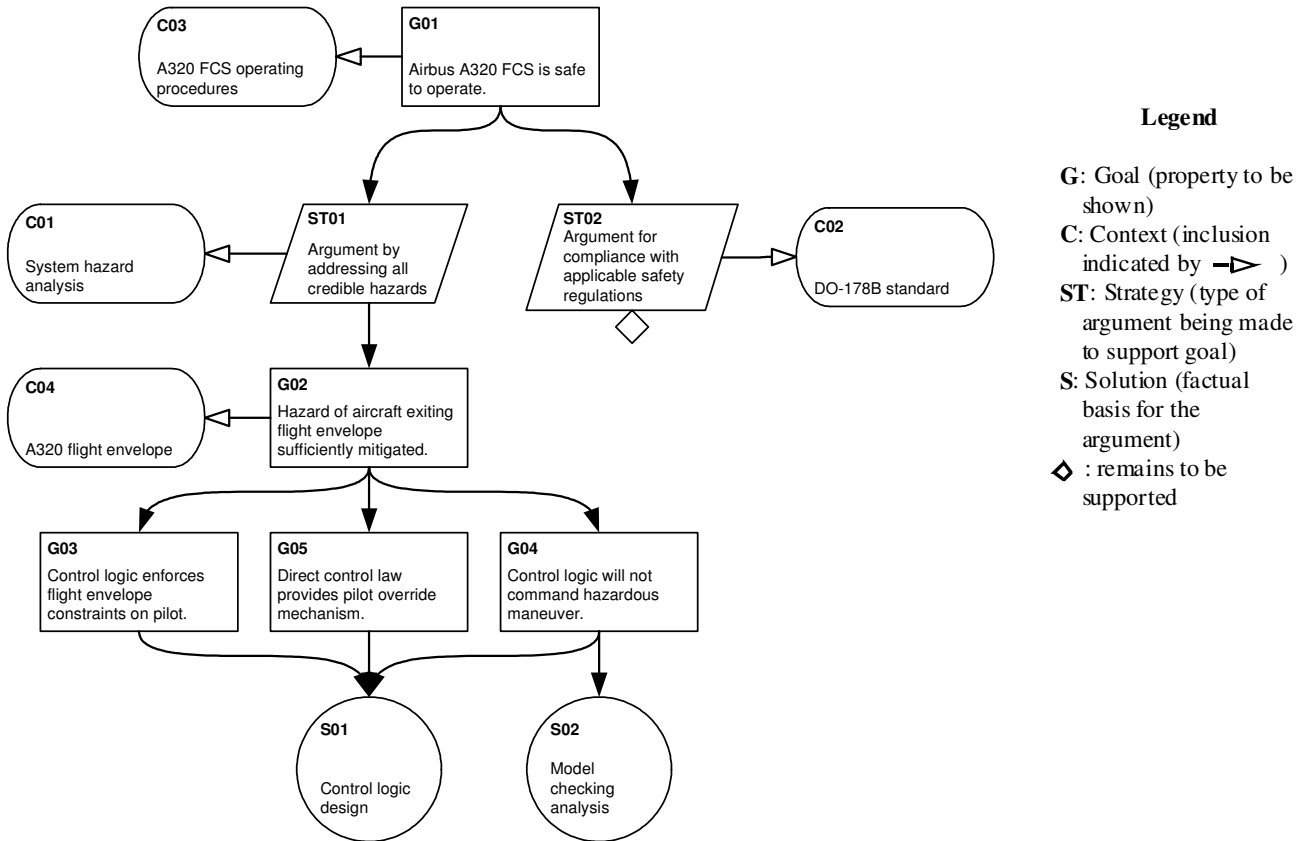 C03
A320 FCS operating
procedures
G01
Airbus A320 FCS is safe
to operate.
C01
System hazard
analysis
ST01
Argument by
addressing all
credible hazards
ST02
Argument for
compliance with
applicable safety
regulations
C02
DO-178B standard
C04
A320 flight envelope
G02
Hazard of aircraft exiting
flight envelope
sufficiently mitigated.
G03
Control logic enforces
flight envelope
constraints on pilot.
G05
Direct control law
provides pilot override
mechanism.
G04
Control logic will not
command hazardous
maneuver.
S01
Control logic
design
S02
Model
checking
analysis
Legend
G: Goal (property to be
shown)
C: Context (inclusion
indicated by )
ST: Strategy (type of
argument being made
to support goal)
S: Solution (factual
basis for the
argument)
: remains to be
supported